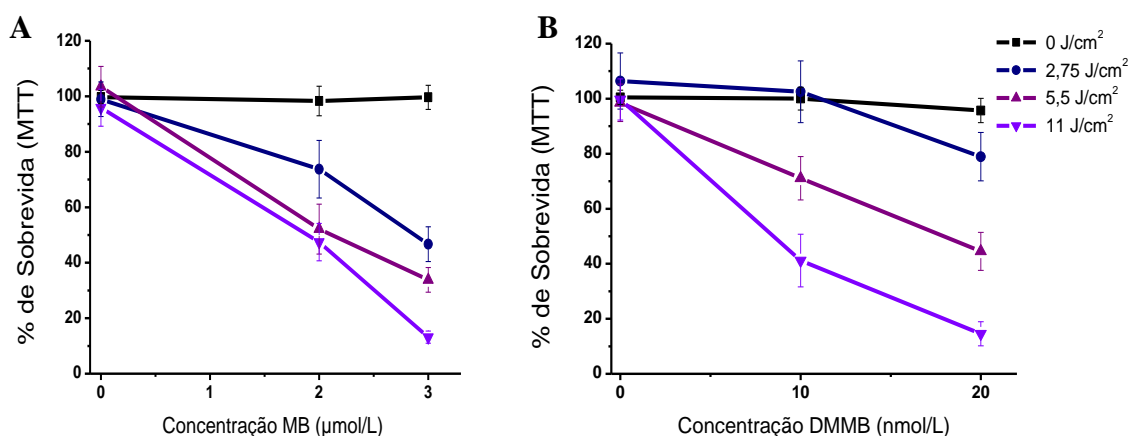 A
% de Sobrevida (MTT)
120
100
80
60
40
20
0
0
1
2
3
Concentração MB (µmol/L)
B
% de Sobrevida (MTT)
120
100
80
60
40
20
0
0
10
20
Concentração DMMB (nmol/L)
0 J/cm²
2,75 J/cm²
5,5 J/cm²
11 J/cm²